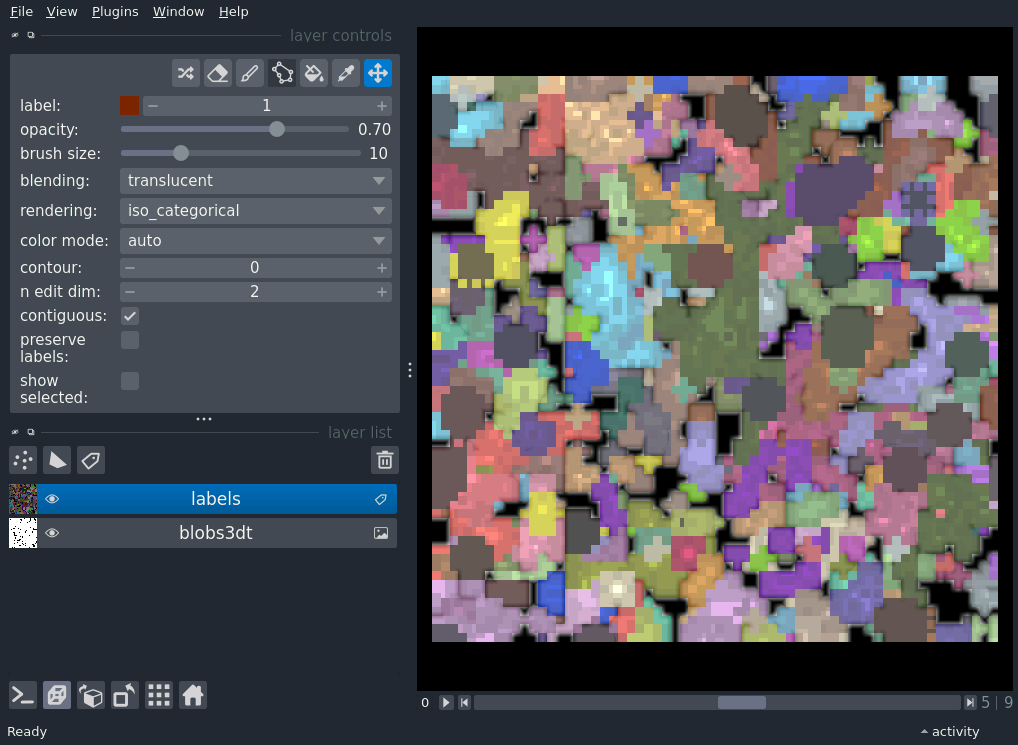 File View Plugins Window Help
layer controls
label: 1
opacity: 0.70
brush size: 10
blending: translucent
rendering: iso_categorical
color mode: auto
contour: 0
n edit dim: 2
contiguous:
preserve
labels:
show
selected:
layer list
labels
blobs3dt
0 5 | 9
Ready activity